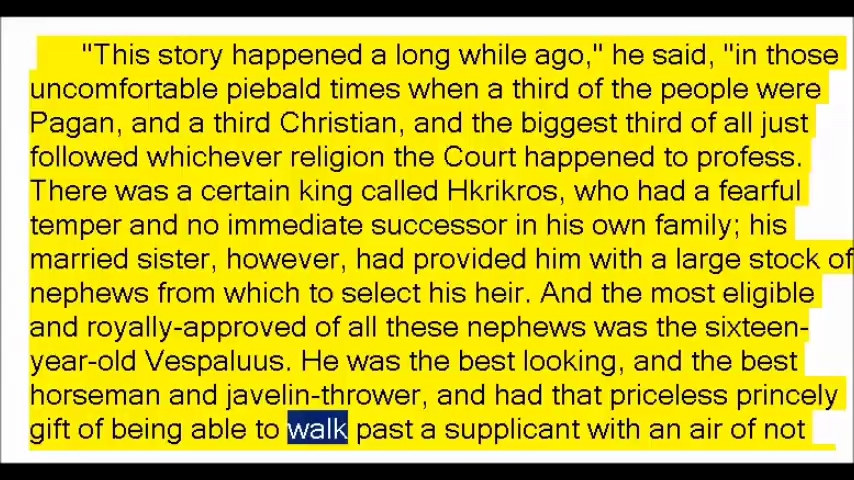 "This story happened a long while ago," he said, "in those
uncomfortable piebald times when a third of the people were
Pagan, and a third Christian, and the biggest third of all just
followed whichever religion the Court happened to profess.
There was a certain king called Hkrikros, who had a fearful
temper and no immediate successor in his own family; his
married sister, however, had provided him with a large stock of
nephews from which to select his heir. And the most eligible
and royally-approved of all these nephews was the sixteen-
year-old Vespaluus. He was the best looking, and the best
horseman and javelin-thrower, and had that priceless princely
gift of being able to walk past a supplicant with an air of not